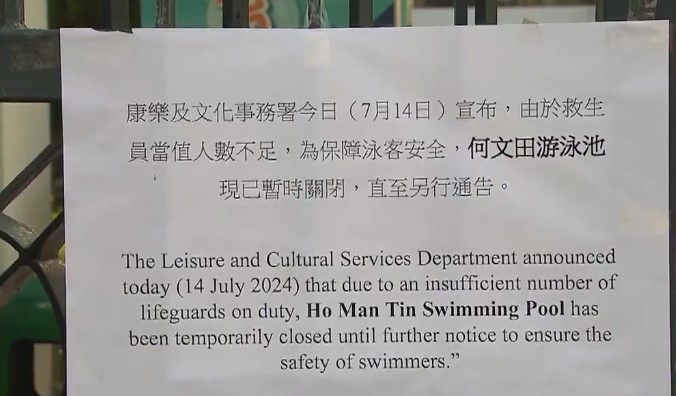 康樂及文化事務署今日（7月14日）宣布，由於救生
員當值人數不足，為保障泳客安全，何文田游泳池
現已暫時關閉，直至另行通告。
The Leisure and Cultural Services Department announced
today (14 July 2024) that due to an insufficient number of
lifeguards on duty, Ho Man Tin Swimming Pool has
been temporarily closed until further notice to ensure the
safety of swimmers.”